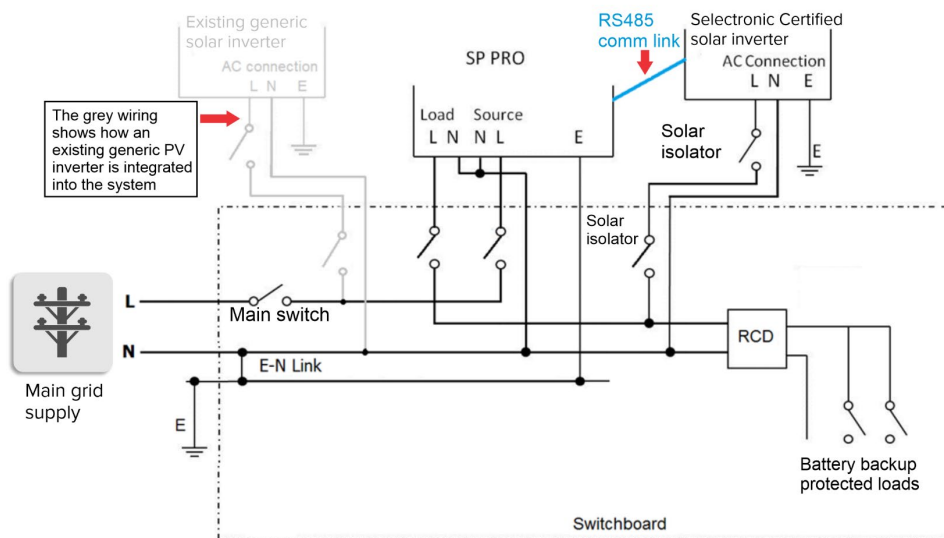 Existing generic
solar inverter
AC connection
L N E
The grey wiring
shows how an
existing generic PV
inverter is integrated
into the system
SP PRO
Load Source
L N N L E
RS485
comm link
Selectronic Certified
solar inverter
AC Connection
L N E
Solar
isolator
E
Solar
isolator
L
Main switch
N
E-N Link
RCD
Main grid
supply
E
Battery backup
protected loads
Switchboard